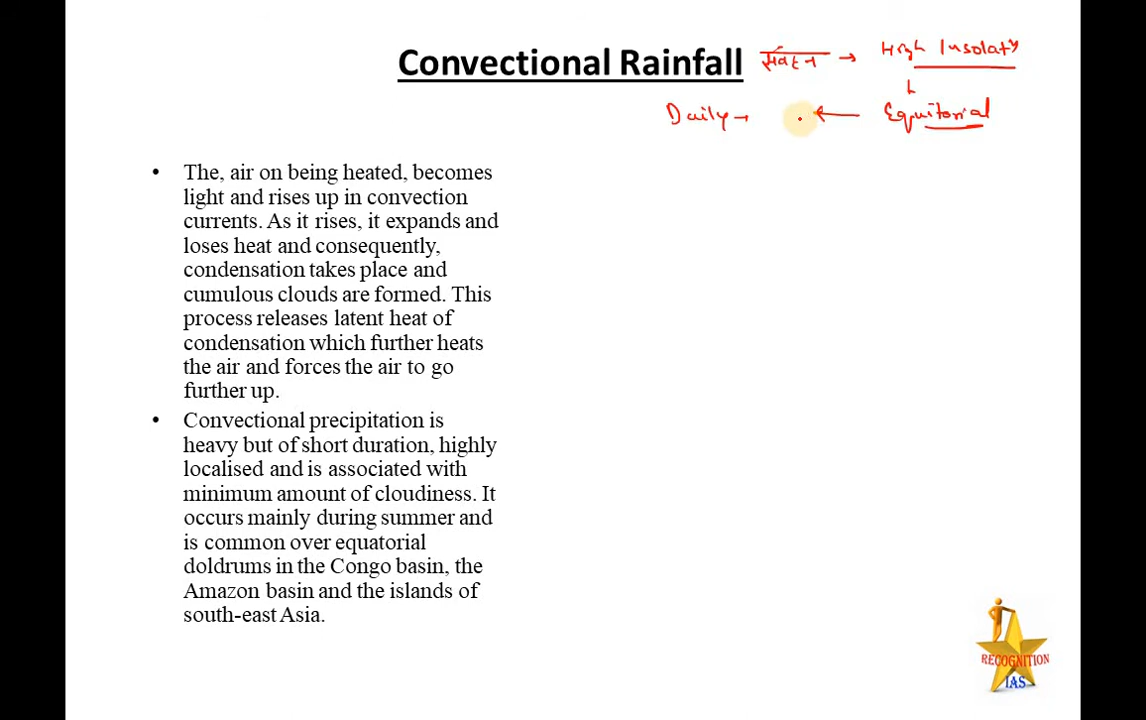 Convectional Rainfall
High
Daily →
The, air on being heated, becomes
light and rises up in convection
currents. As it rises, it expands and
loses heat and consequently,
condensation takes place and
cumulous clouds are formed. This
process releases latent heat of
condensation which further heats
the air and forces the air to go
further up.
Convectional precipitation is
heavy but of short duration, highly
localised and is associated with
minimum amount of cloudiness. It
occurs mainly during summer and
is common over equatorial
doldrums in the Congo basin, the
Amazon basin and the islands of
south-east Asia.
RECOGNITION
IAS